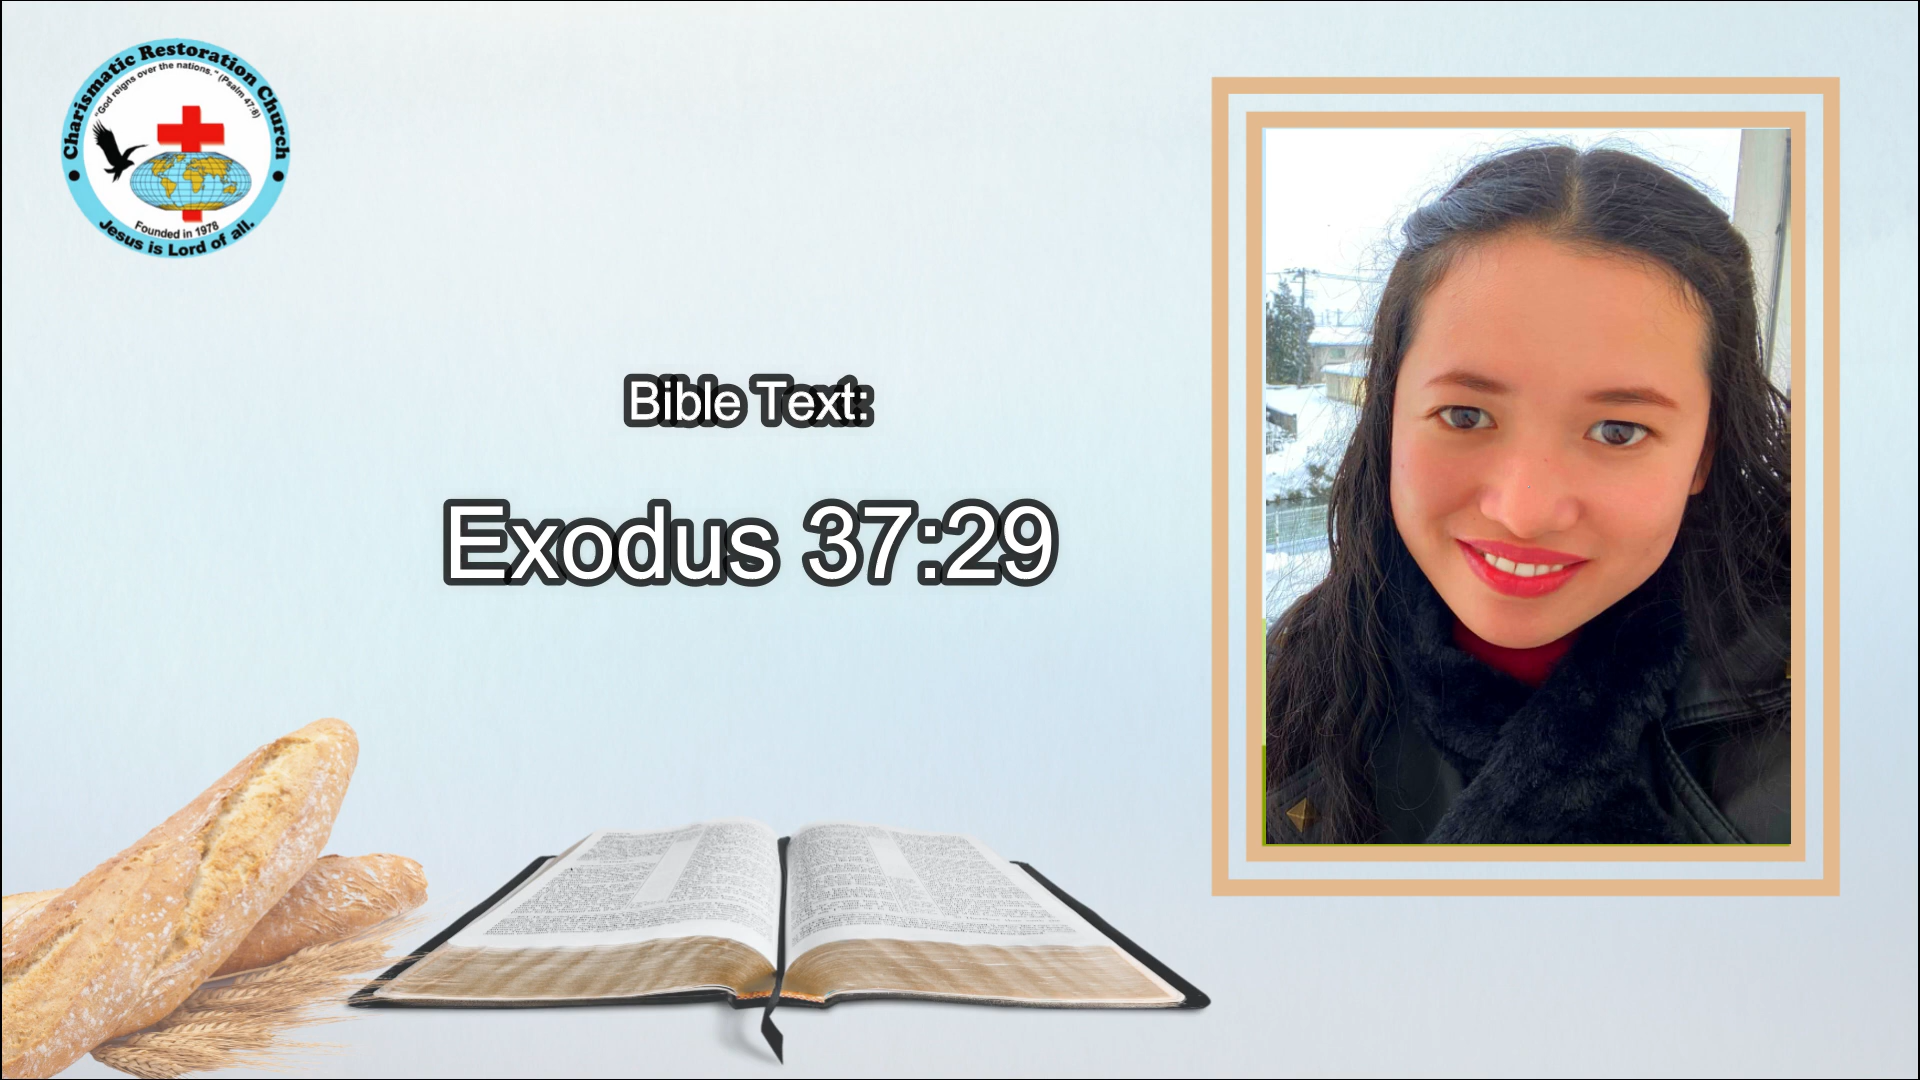 Charismatic Restoration Church
"God reigns over the nations." (Psalm 47:8)
Founded in 1978
Jesus is Lord of all.
Bible Text:
Exodus 37:29